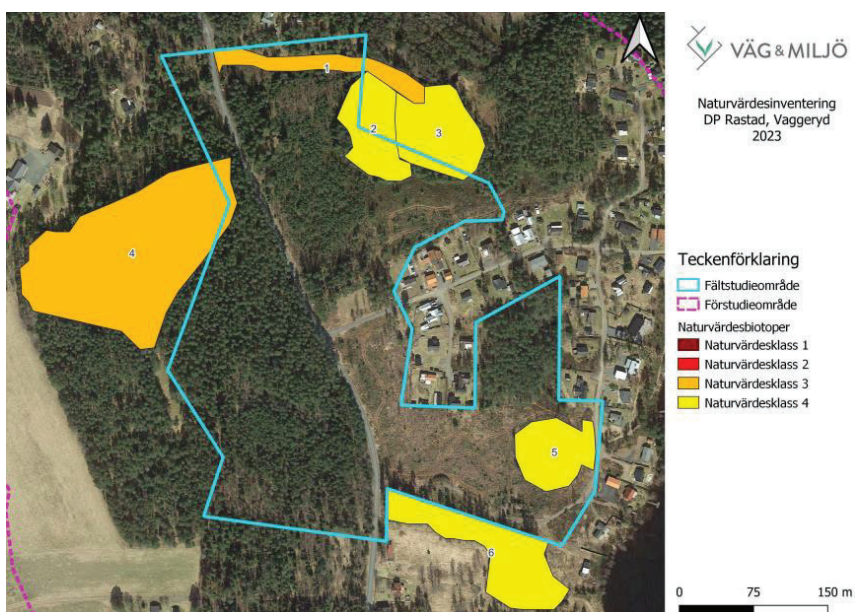 VÄG & MILJÖ
Naturvärdesinventering
DP Rastad, Vaggeryd
2023
Teckenförklaring
Fältstudieområde
Förstudieområde
Naturvärdesbiotoper
Naturvärdesklass 1
Naturvärdesklass 2
Naturvärdesklass 3
Naturvärdesklass 4
1
2
3
4
5
6
0 75 150 m